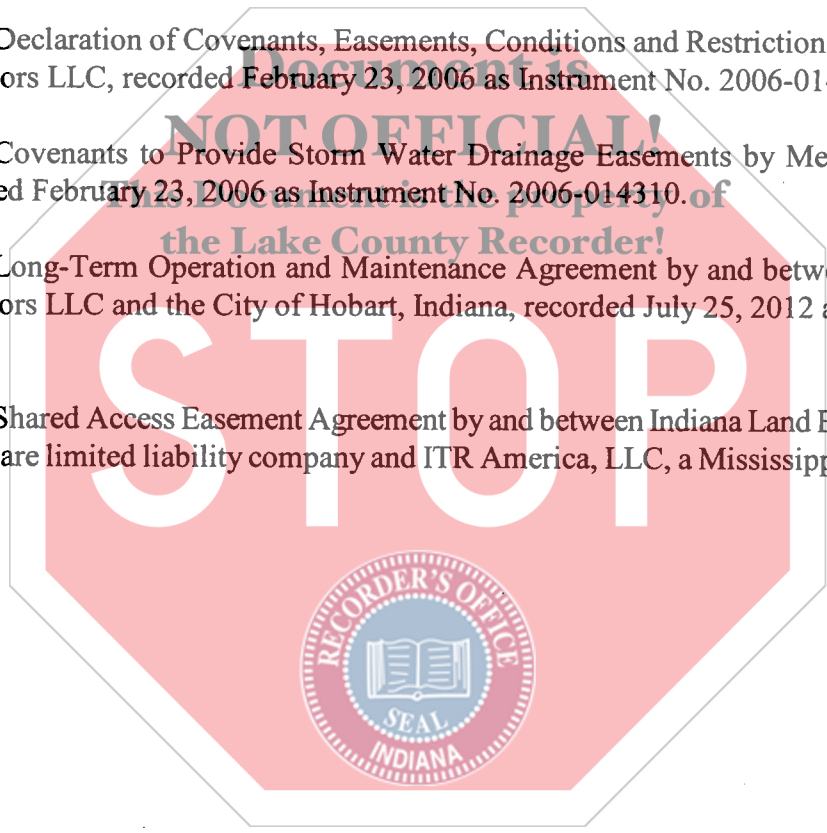 Declaration of Covenants, Easements, Conditions and Restriction
ors LLC, recorded February 23, 2006 as Instrument No. 2006-01
Document is
NOT OFFICIAL!
Covenants to Provide Storm Water Drainage Easements by Me
ed February 23, 2006 as Instrument No. 2006-014310.
This Document is the property of
the Lake County Recorder!
Long-Term Operation and Maintenance Agreement by and betw
ors LLC and the City of Hobart, Indiana, recorded July 25, 2012 a
STOP
Shared Access Easement Agreement by and between Indiana Land
are limited liability company and ITR America, LLC, a Mississipp
RECORDER'S OFFICE
SEAL
INDIANA